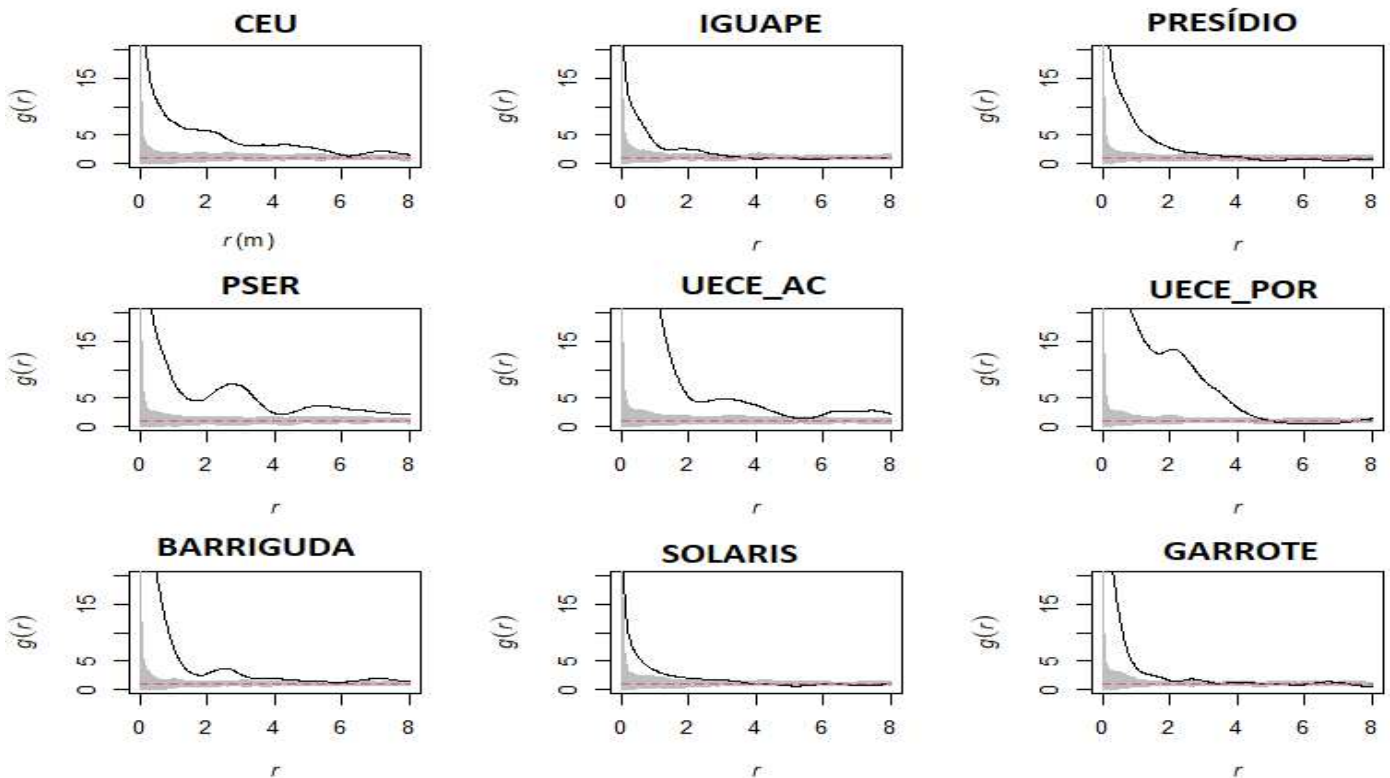 CEU
IGUAPE
PRESÍDIO
g(r)
15
5
0
g(r)
15
5
0
g(r)
15
5
0
0 2 4 6 8
0 2 4 6 8
0 2 4 6 8
r (m)
r
r
PSER
UECE_AC
UECE_POR
g(r)
15
5
0
g(r)
15
5
0
g(r)
15
5
0
0 2 4 6 8
0 2 4 6 8
0 2 4 6 8
r
r
r
BARRIGUDA
SOLARIS
GARROTE
g(r)
15
5
0
g(r)
15
5
0
g(r)
15
5
0
0 2 4 6 8
0 2 4 6 8
0 2 4 6 8
r
r
r